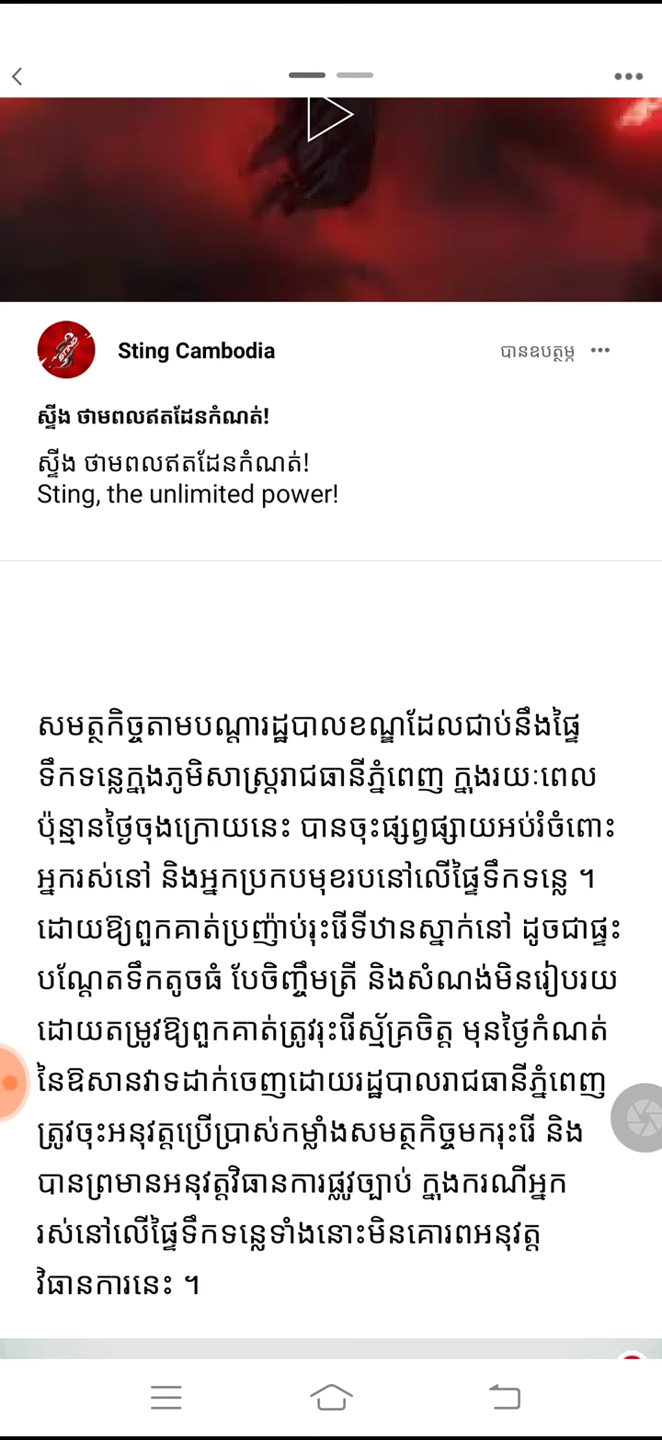 Sting Cambodia
បានឧបត្ថម្ភ
ស្ទីង ថាមពលឥតដែនកំណត់!
ស្ទីង ថាមពលឥតដែនកំណត់!
Sting, the unlimited power!
សមត្ថកិច្ចតាមបណ្តារដ្ឋបាលខណ្ឌដែលជាប់នឹងផ្ទៃ
ទឹកទន្លេក្នុងភូមិសាស្ត្ររាជធានីភ្នំពេញ ក្នុងរយៈពេល
ប៉ុន្មានថ្ងៃចុងក្រោយនេះ បានចុះផ្សព្វផ្សាយអប់រំចំពោះ
អ្នករស់នៅ និងអ្នកប្រកបមុខរបនៅលើផ្ទៃទឹកទន្លេ ។
ដោយឱ្យពួកគាត់ប្រញ៉ាប់រុះរើទីឋានស្នាក់នៅ ដូចជាផ្ទះ
បណ្តែតទឹកតូចធំ បែចិញ្ចឹមត្រី និងសំណង់មិនរៀបរយ
ដោយតម្រូវឱ្យពួកគាត់ត្រូវរុះរើស្ម័គ្រចិត្ត មុនថ្ងៃកំណត់
នៃឱសានវាទដាក់ចេញដោយរដ្ឋបាលរាជធានីភ្នំពេញ
ត្រូវចុះអនុវត្តប្រើប្រាស់កម្លាំងសមត្ថកិច្ចមករុះរើ និង
បានព្រមានអនុវត្តវិធានការផ្លូវច្បាប់ ក្នុងករណីអ្នក
រស់នៅលើផ្ទៃទឹកទន្លេទាំងនោះមិនគោរពអនុវត្ត
វិធានការនេះ ។